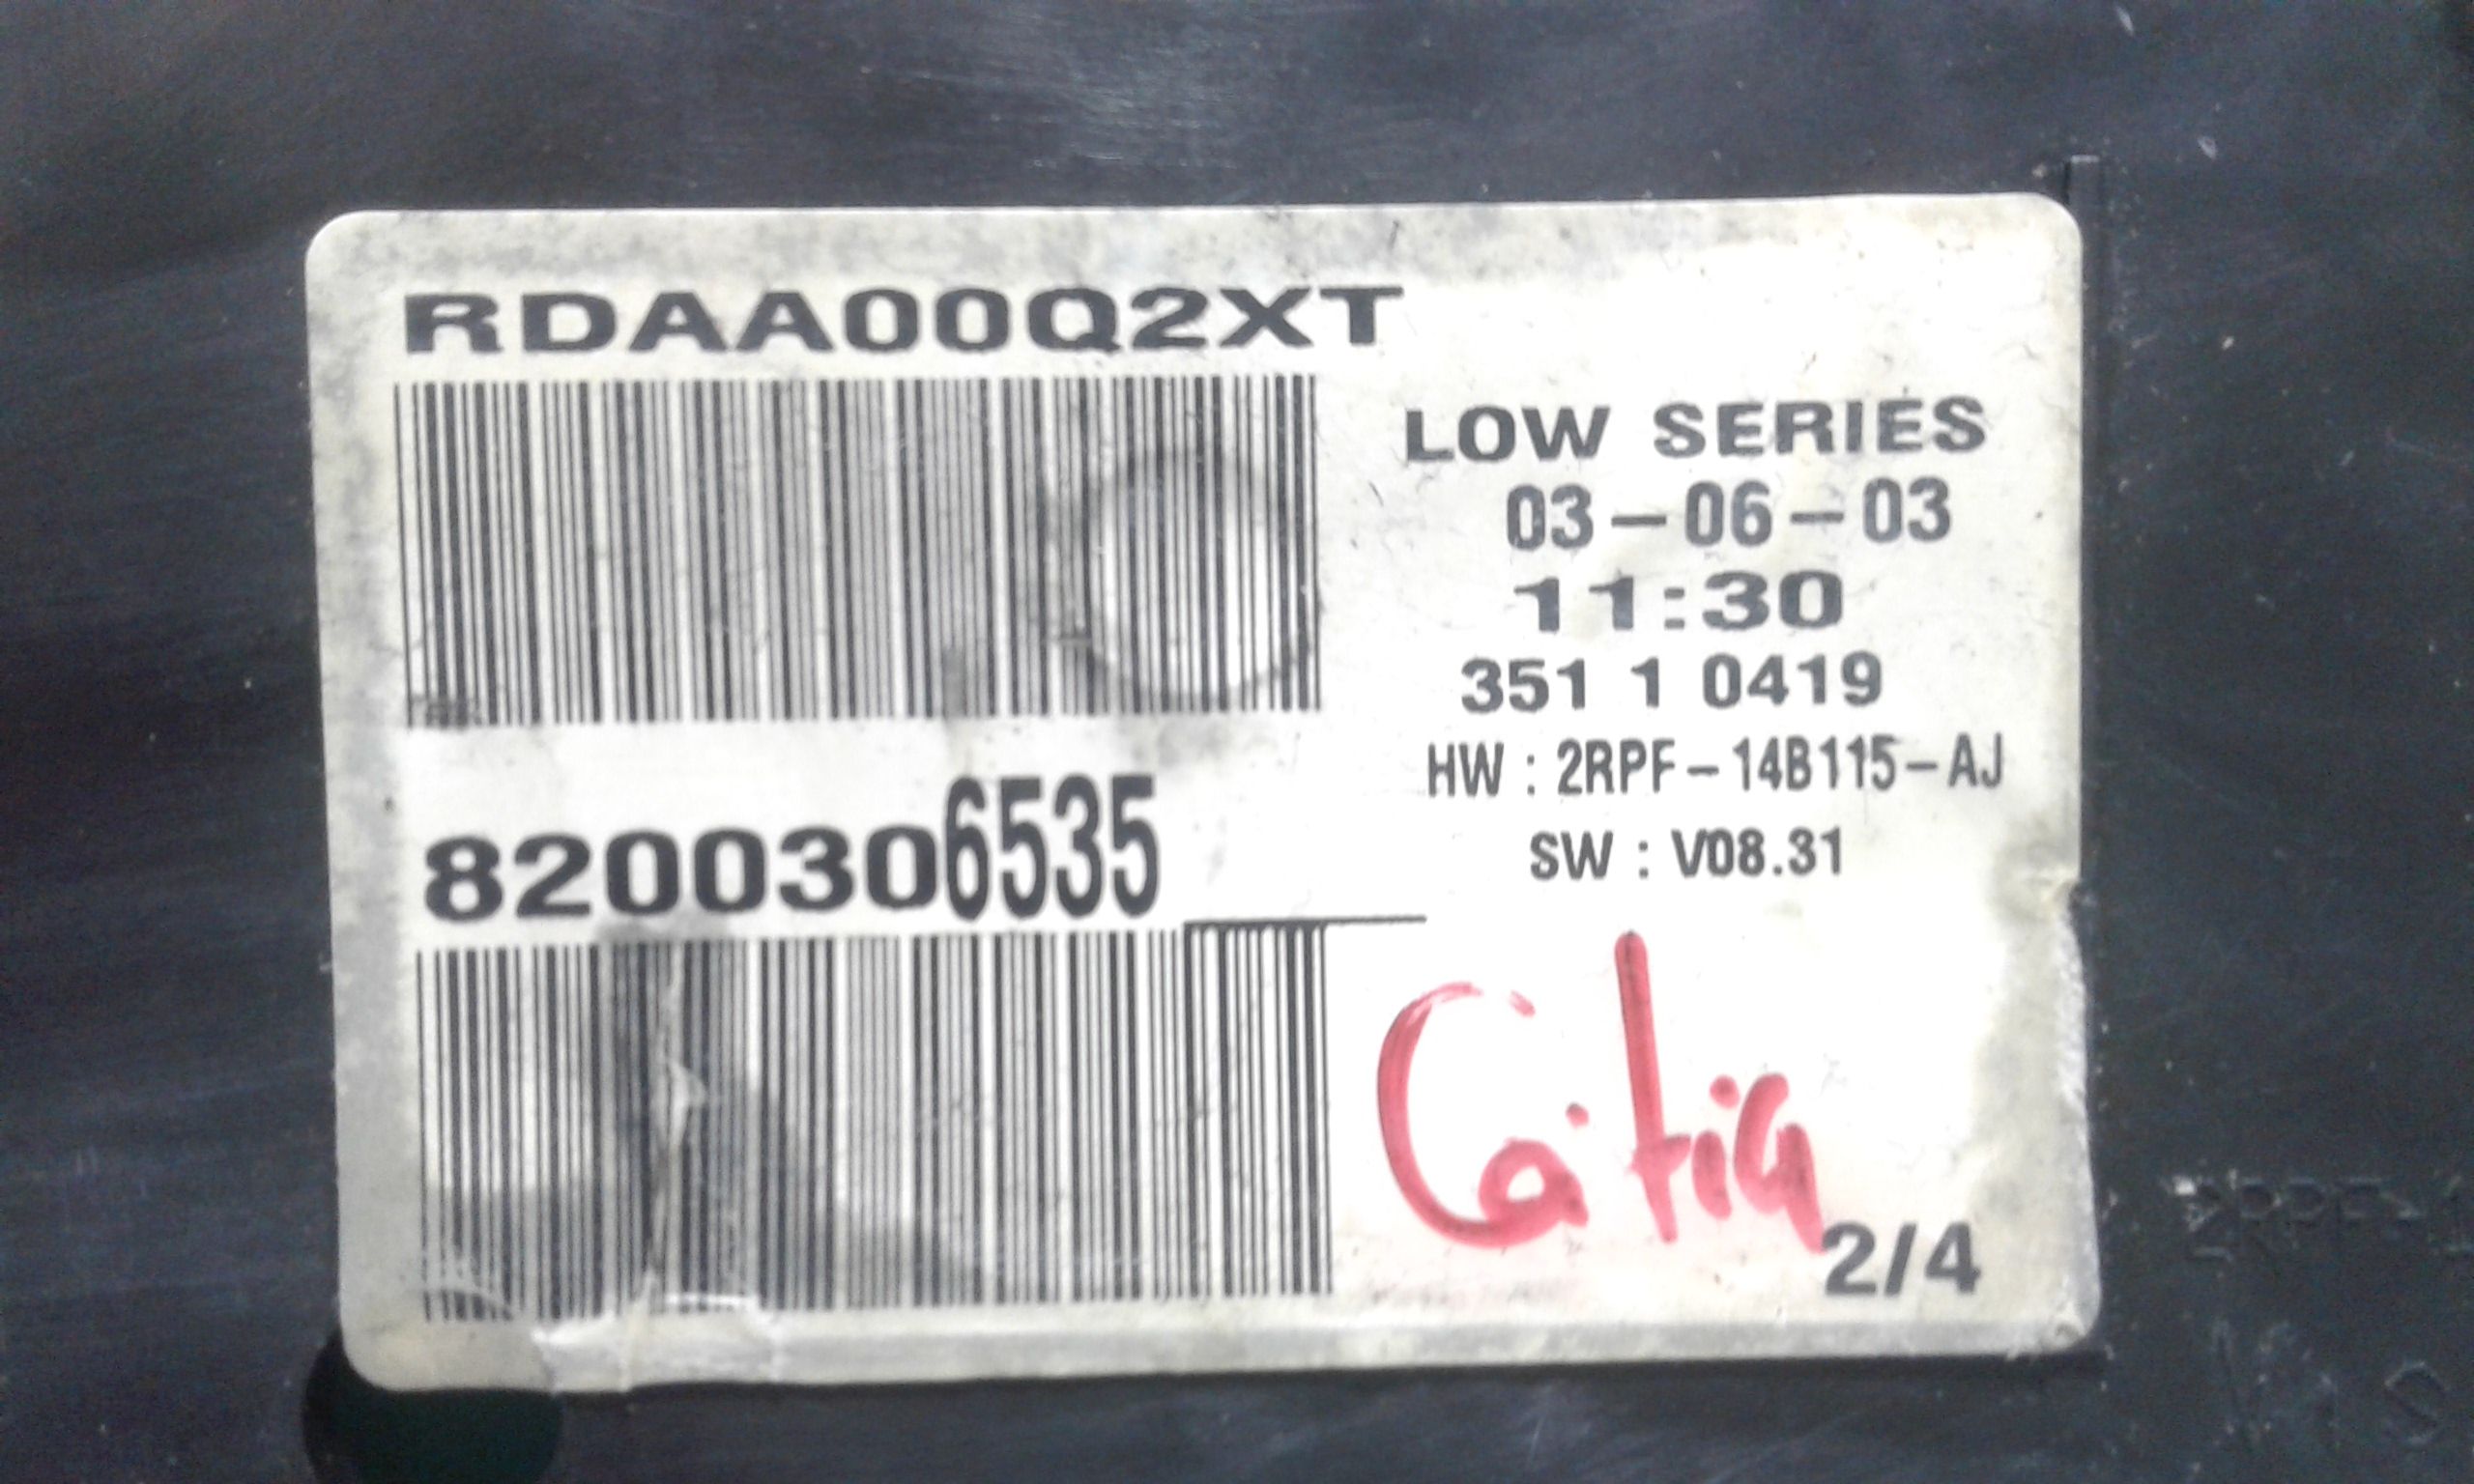 RDAA00Q2XT
LOW SERIES
03-06-03
11:30
351 1 0419
HW : 2RPF-14B115-AJ
8200306535
SW : V08.31
Catia
2/4